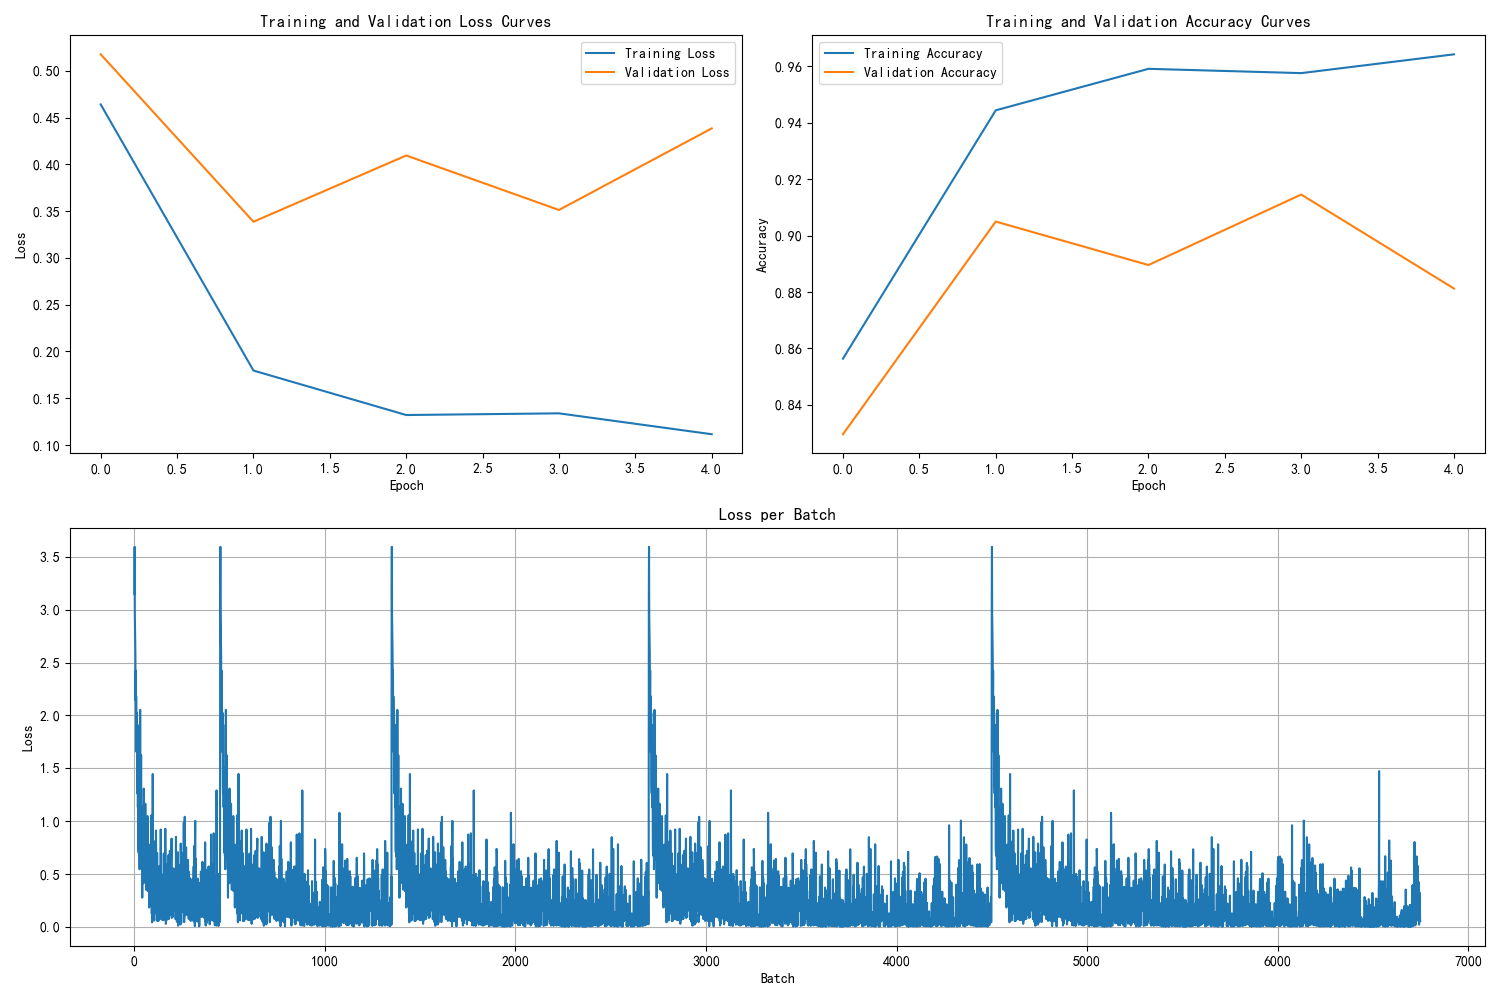 Training and Validation Loss Curves
Training Loss
Validation Loss
0.50
0.45
0.40
0.35
0.30
0.25
0.20
0.15
0.10
Loss
0.0 0.5 1.0 1.5 2.0 2.5 3.0 3.5 4.0
Epoch
Training and Validation Accuracy Curves
Training Accuracy
Validation Accuracy
0.96
0.94
0.92
0.90
0.88
0.86
0.84
Accuracy
0.0 0.5 1.0 1.5 2.0 2.5 3.0 3.5 4.0
Epoch
Loss per Batch
3.5
3.0
2.5
2.0
1.5
1.0
0.5
0.0
Loss
0 1000 2000 3000 4000 5000 6000 7000
Batch